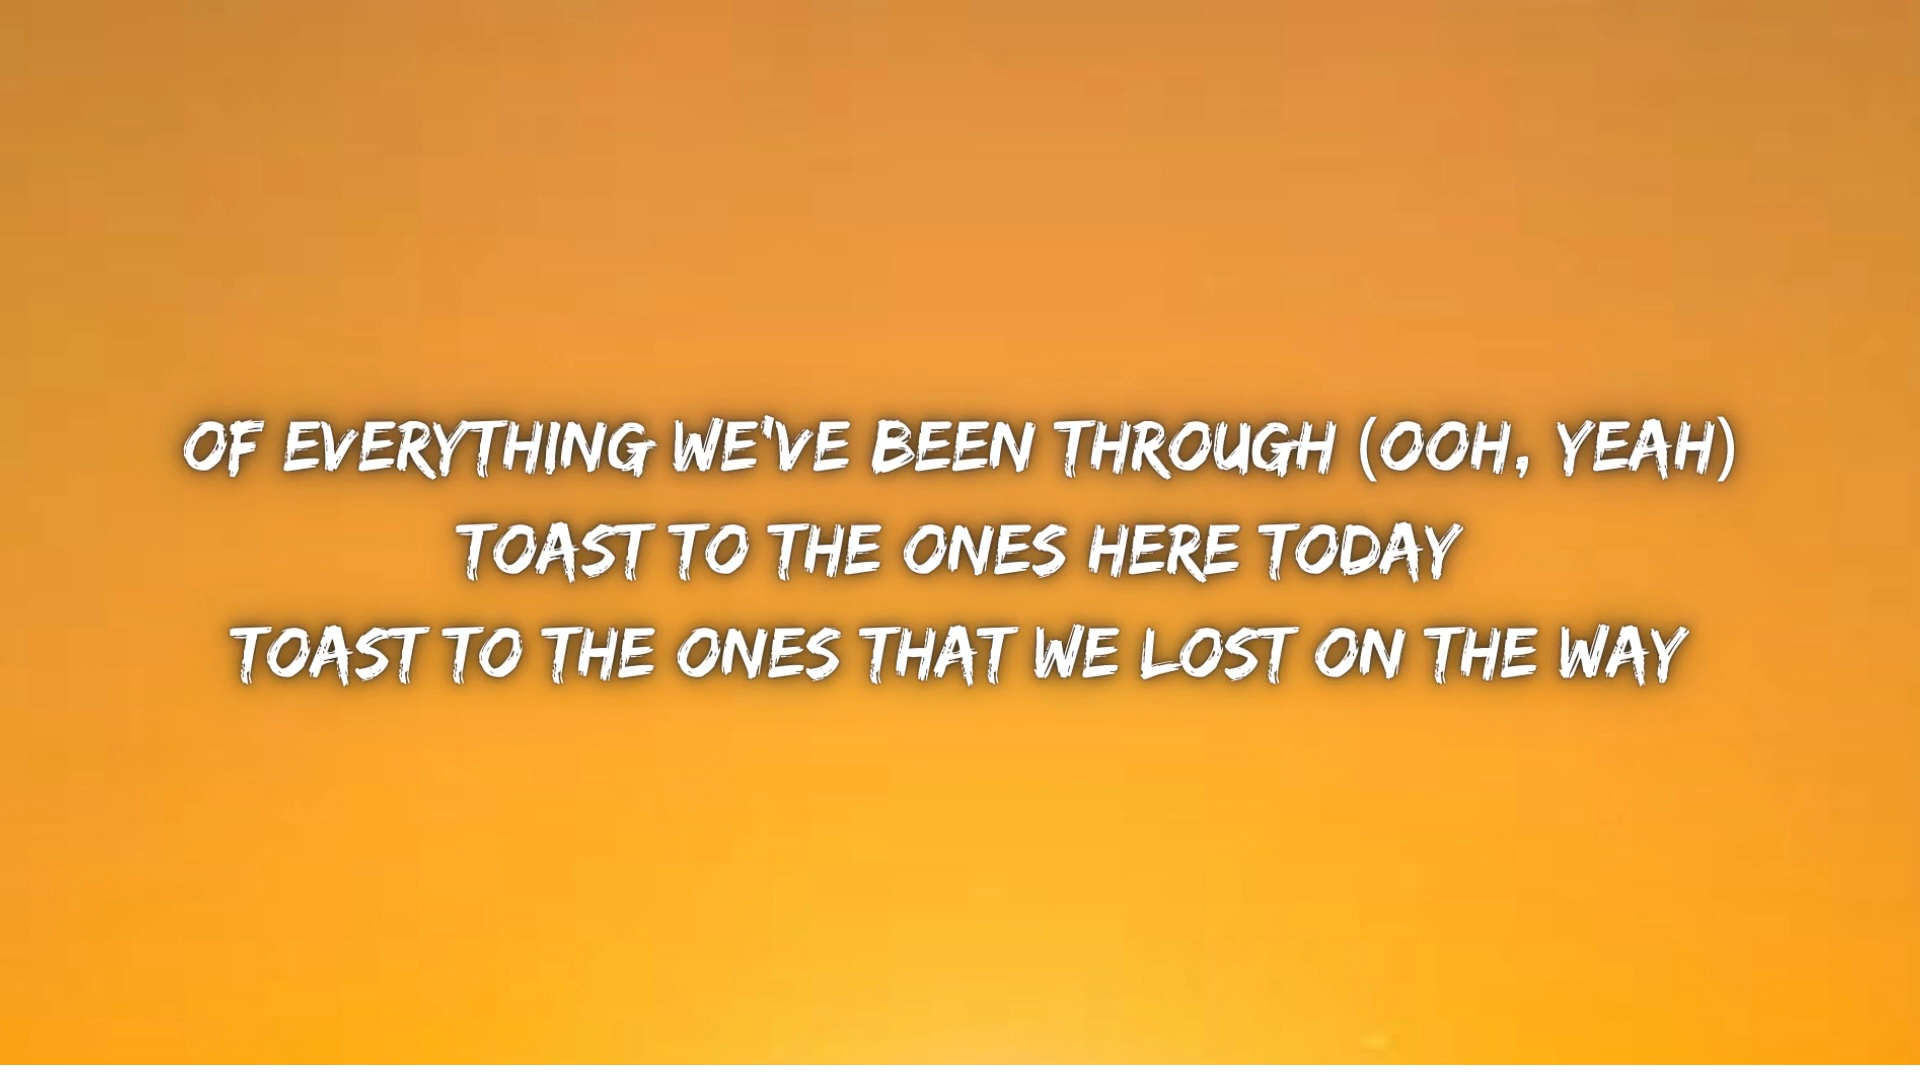 OF EVERYTHING WE'VE BEEN THROUGH (OOH, YEAH)
TOAST TO THE ONES HERE TODAY
TOAST TO THE ONES THAT WE LOST ON THE WAY